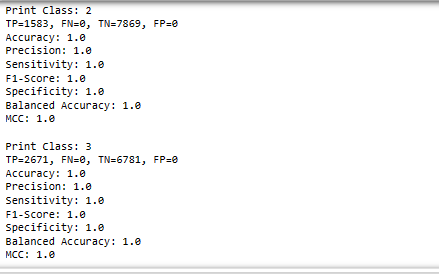 Print Class: 2
TP=1583, FN=0, TN=7869, FP=0
Accuracy: 1.0
Precision: 1.0
Sensitivity: 1.0
F1-Score: 1.0
Specificity: 1.0
Balanced Accuracy: 1.0
MCC: 1.0
Print Class: 3
TP=2671, FN=0, TN=6781, FP=0
Accuracy: 1.0
Precision: 1.0
Sensitivity: 1.0
F1-Score: 1.0
Specificity: 1.0
Balanced Accuracy: 1.0
MCC: 1.0